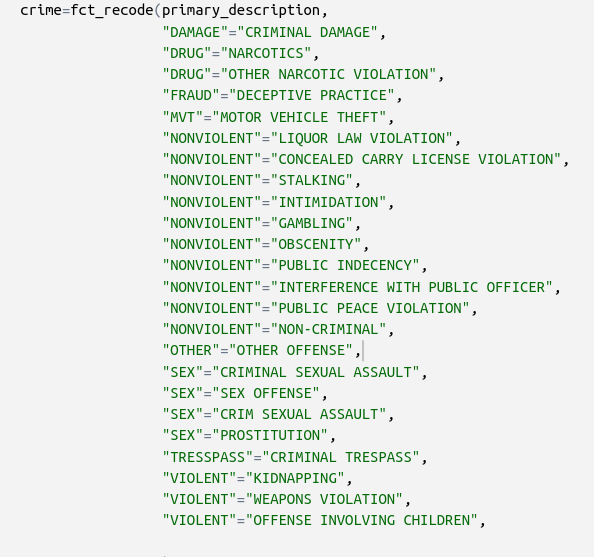 crime=fct_recode(primary_description,
"DAMAGE"="CRIMINAL DAMAGE",
"DRUG"="NARCOTICS",
"DRUG"="OTHER NARCOTIC VIOLATION",
"FRAUD"="DECEPTIVE PRACTICE",
"MVT"="MOTOR VEHICLE THEFT",
"NONVIOLENT"="LIQUOR LAW VIOLATION",
"NONVIOLENT"="CONCEALED CARRY LICENSE VIOLATION",
"NONVIOLENT"="STALKING",
"NONVIOLENT"="INTIMIDATION",
"NONVIOLENT"="GAMBLING",
"NONVIOLENT"="OBSCENITY",
"NONVIOLENT"="PUBLIC INDECENCY",
"NONVIOLENT"="INTERFERENCE WITH PUBLIC OFFICER",
"NONVIOLENT"="PUBLIC PEACE VIOLATION",
"NONVIOLENT"="NON-CRIMINAL",
"OTHER"="OTHER OFFENSE",
"SEX"="CRIMINAL SEXUAL ASSAULT",
"SEX"="SEX OFFENSE",
"SEX"="CRIM SEXUAL ASSAULT",
"SEX"="PROSTITUTION",
"TRESSPASS"="CRIMINAL TRESPASS",
"VIOLENT"="KIDNAPPING",
"VIOLENT"="WEAPONS VIOLATION",
"VIOLENT"="OFFENSE INVOLVING CHILDREN",